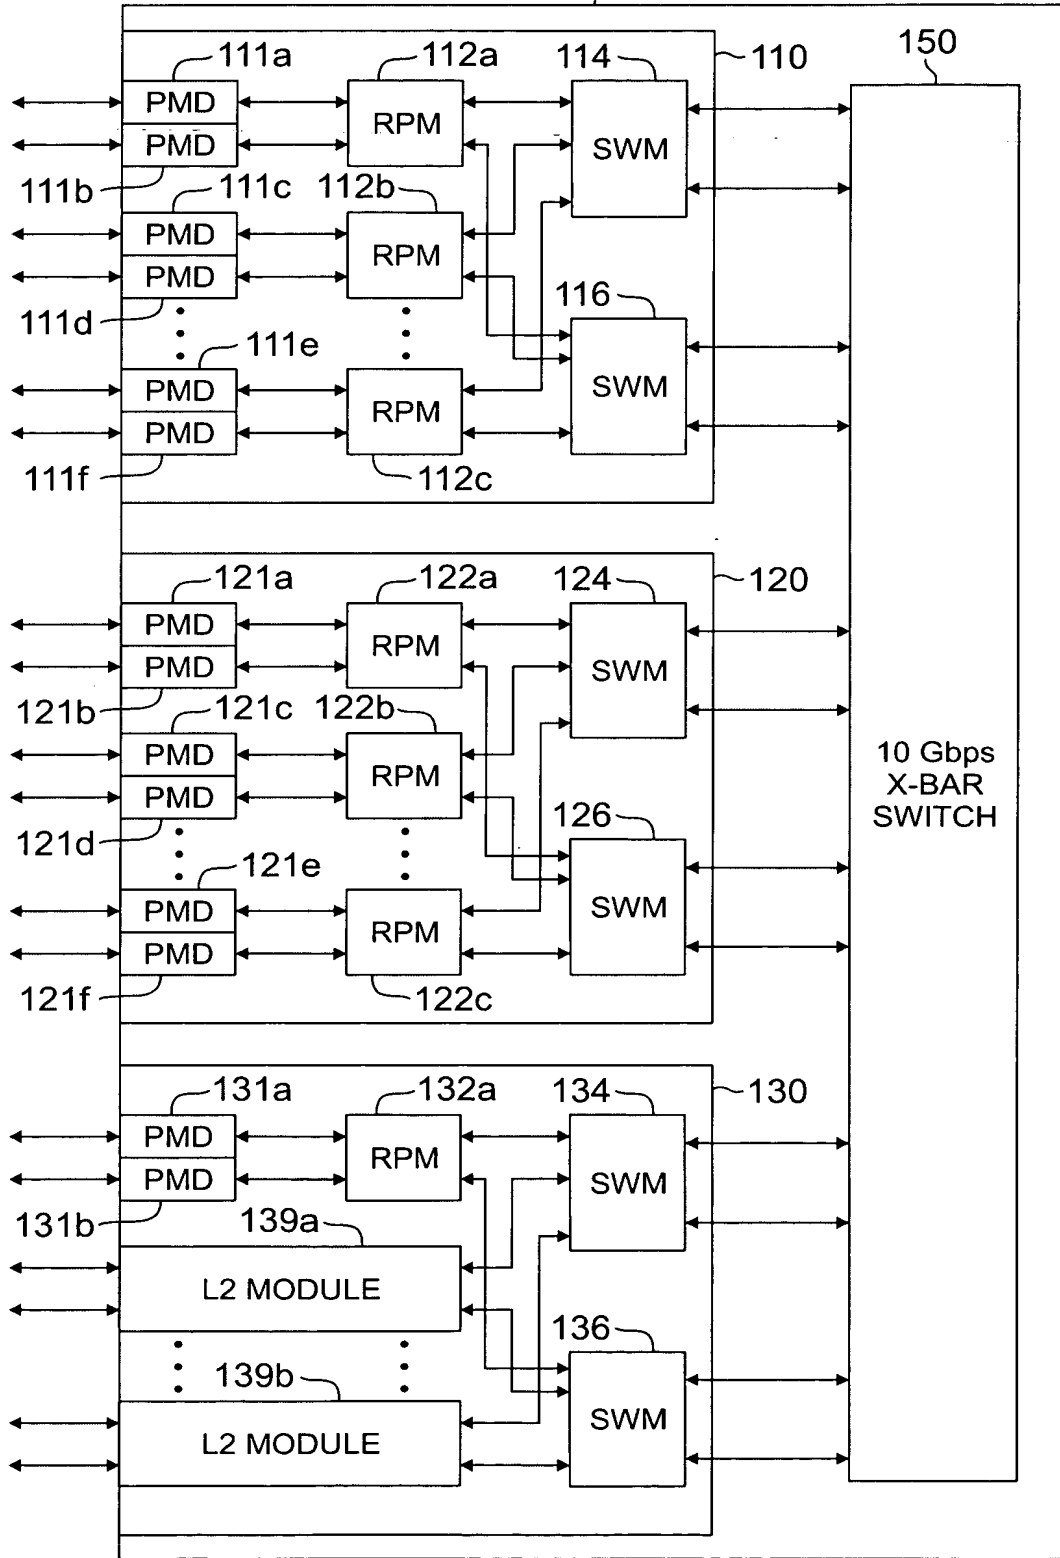 150
111a 112a 114 110
PMD
RPM
PMD
SWM
111b 111c 112b
PMD
RPM
PMD
111d
116
111e
PMD
RPM
PMD
SWM
111f 112c
121a 122a 124 120
PMD
RPM
PMD
SWM
121b 121c 122b
PMD
RPM
PMD
121d
126
121e
PMD
RPM
PMD
SWM
121f 122c
10 Gbps
X-BAR
SWITCH
131a 132a 134 130
PMD
RPM
PMD
SWM
131b 139a
L2 MODULE
136
139b
L2 MODULE
SWM